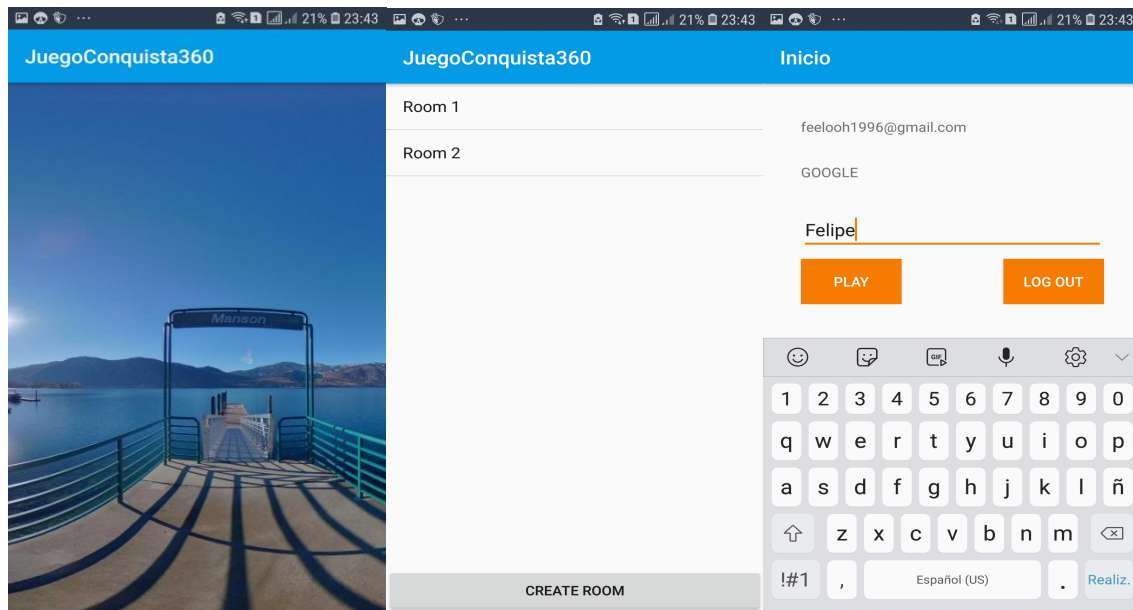 21% 23:43
JuegoConquista360
Manson
21% 23:43
JuegoConquista360
Room 1
Room 2
CREATE ROOM
21% 23:43
Inicio
feelooh1996@gmail.com
GOOGLE
Felipe
PLAY LOG OUT
GIF
1 2 3 4 5 6 7 8 9 0
q w e r t y u i o p
a s d f g h j k l ñ
z x c v b n m
!#1 , Español (US) . Realiz.